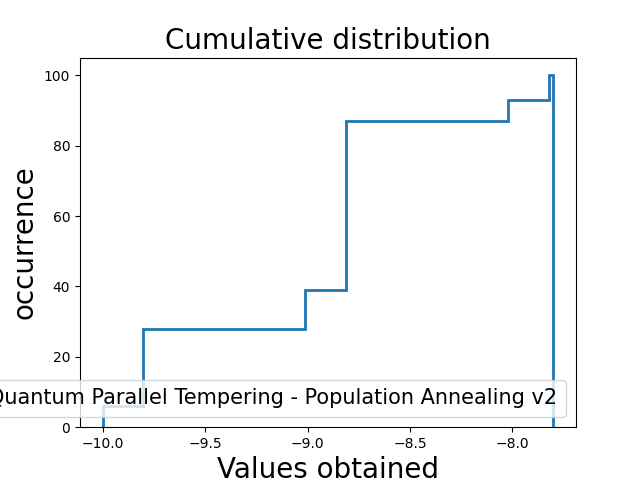 Cumulative distribution
occurrence
100
80
60
40
20
0
Quantum Parallel Tempering - Population Annealing v2
−10.0 −9.5 −9.0 −8.5 −8.0
Values obtained